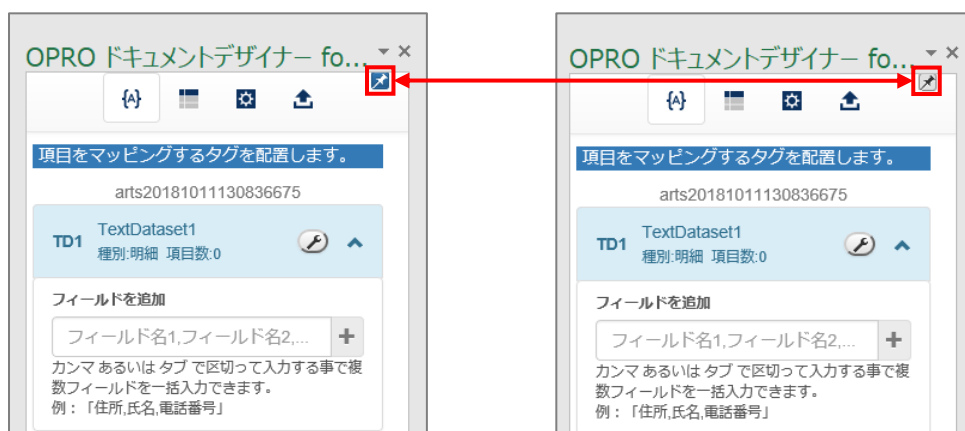 OPRO ドキュメントデザイナー fo...
{A}
項目をマッピングするタグを配置します。
arts20181011130836675
TD1 TextDataset1
種別:明細 項目数:0
フィールドを追加
フィールド名1,フィールド名2,...
カンマ あるいは タブ で区切って入力する事で複
数フィールドを一括入力できます。
例：「住所,氏名,電話番号」
OPRO ドキュメントデザイナー fo...
{A}
項目をマッピングするタグを配置します。
arts20181011130836675
TD1 TextDataset1
種別:明細 項目数:0
フィールドを追加
フィールド名1,フィールド名2,...
カンマ あるいは タブ で区切って入力する事で複
数フィールドを一括入力できます。
例：「住所,氏名,電話番号」